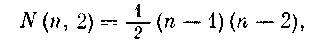 N (n, 2) = 1/2 (n — 1) (n — 2),